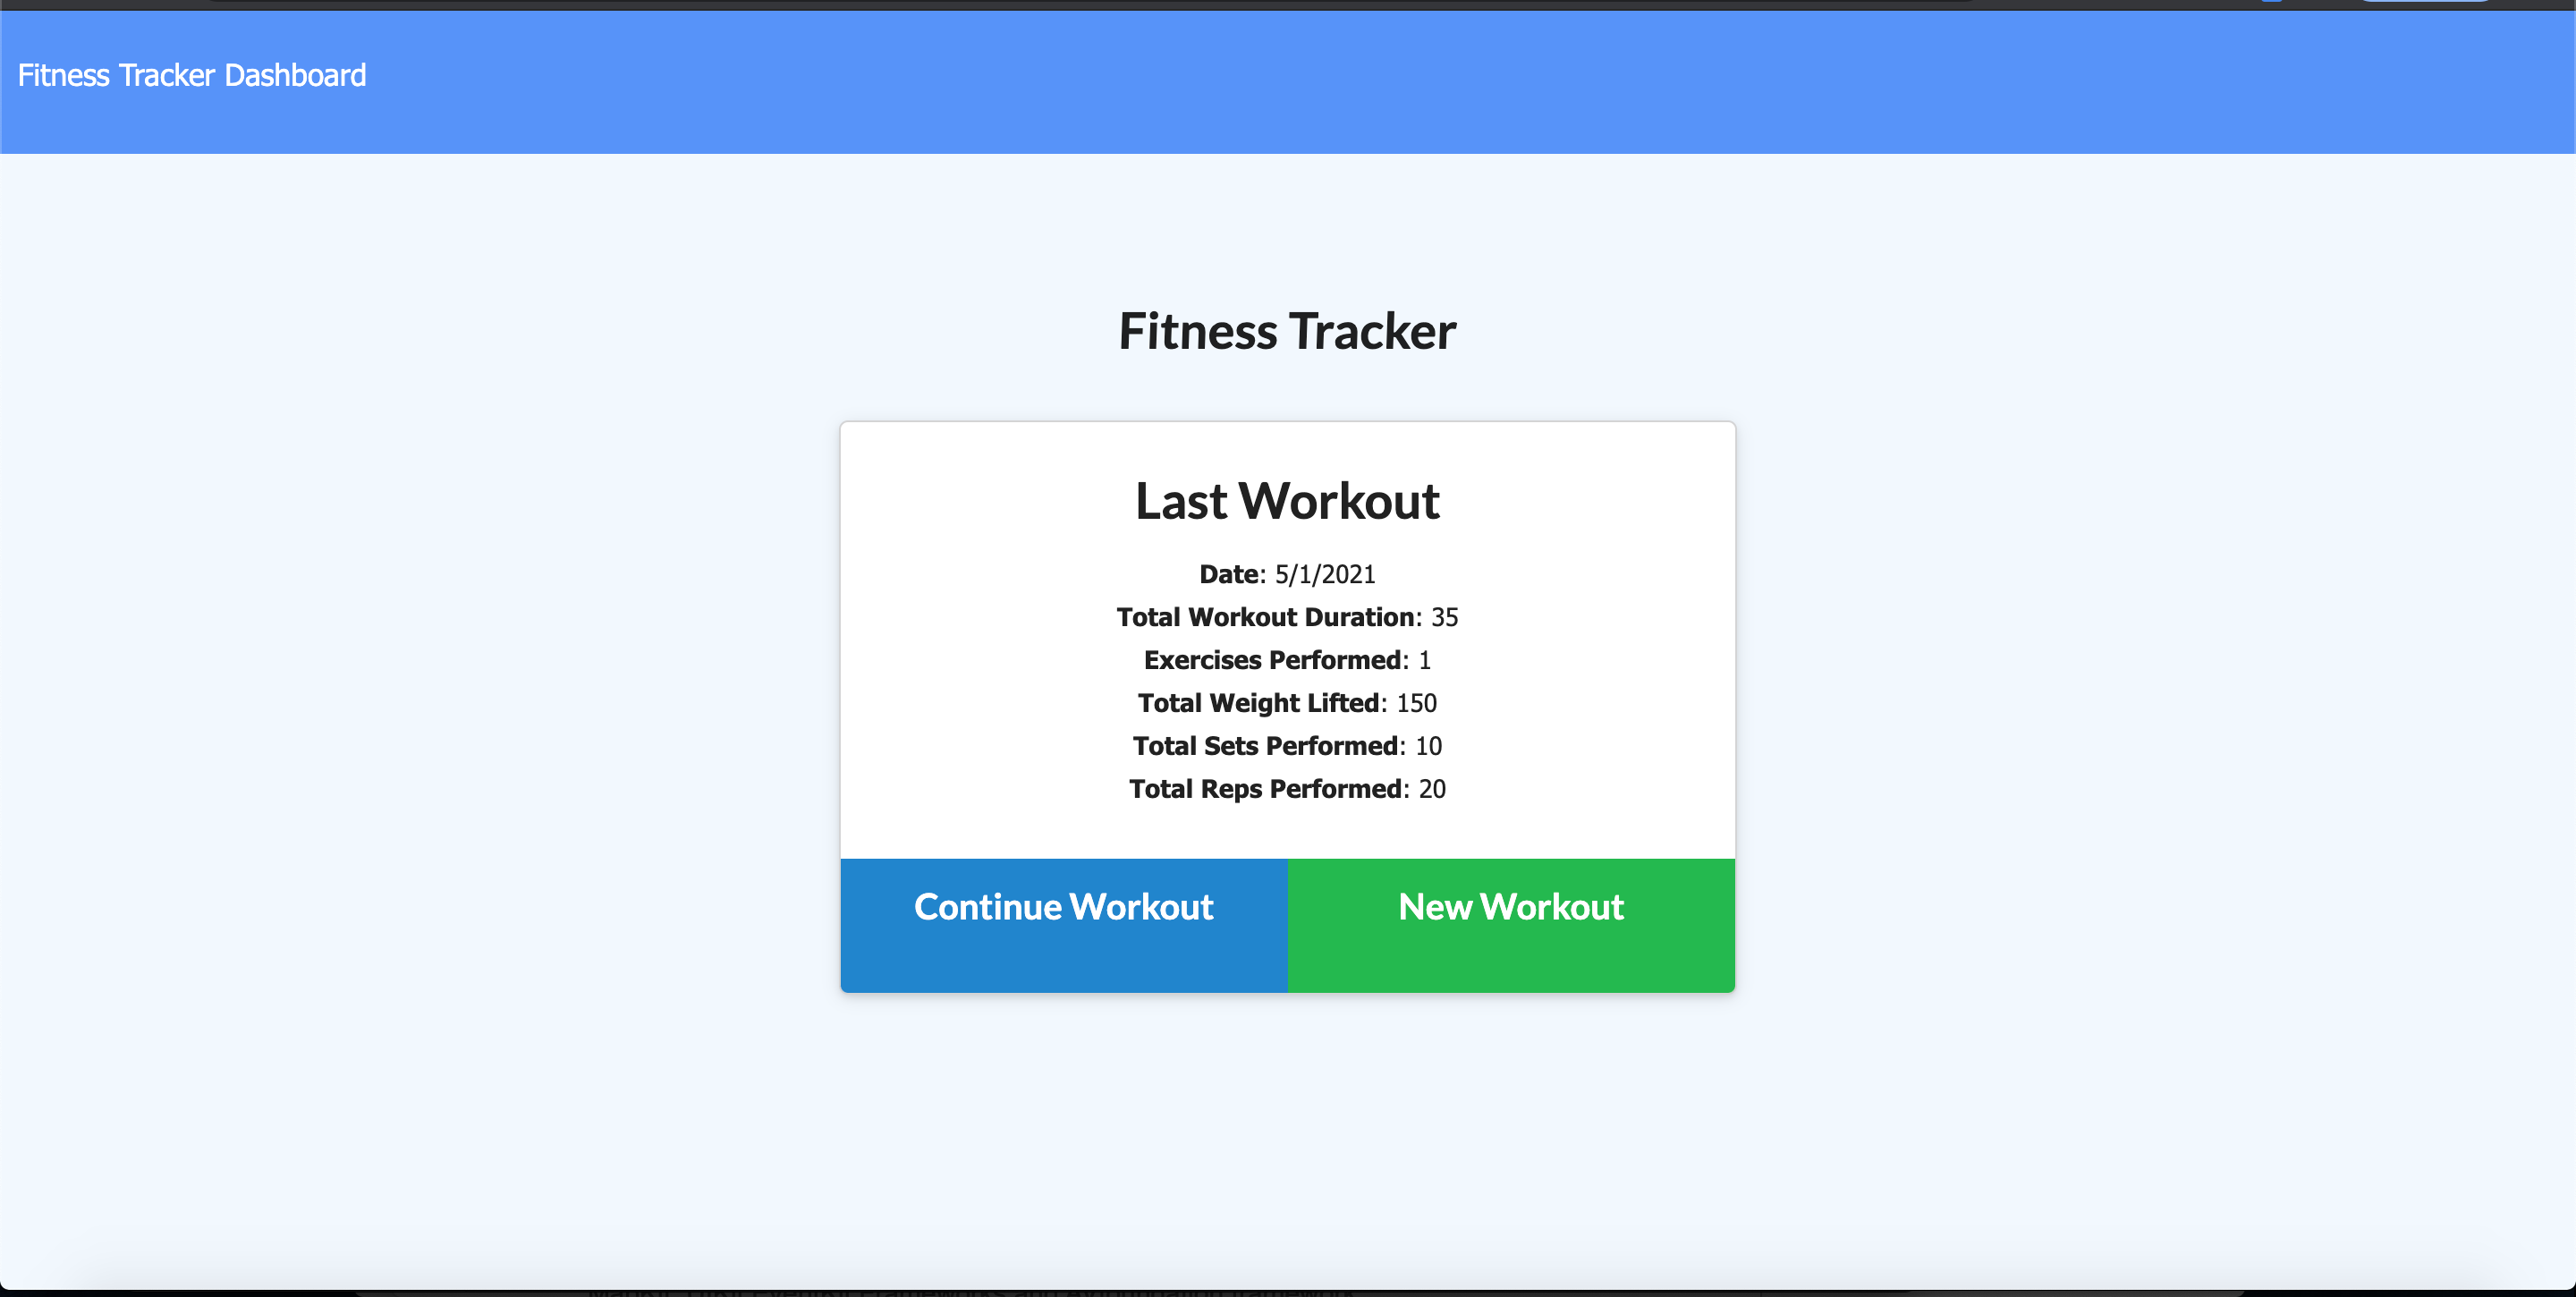 Fitness Tracker Dashboard
Fitness Tracker
Last Workout
Date: 5/1/2021
Total Workout Duration: 35
Exercises Performed: 1
Total Weight Lifted: 150
Total Sets Performed: 10
Total Reps Performed: 20
Continue Workout
New Workout